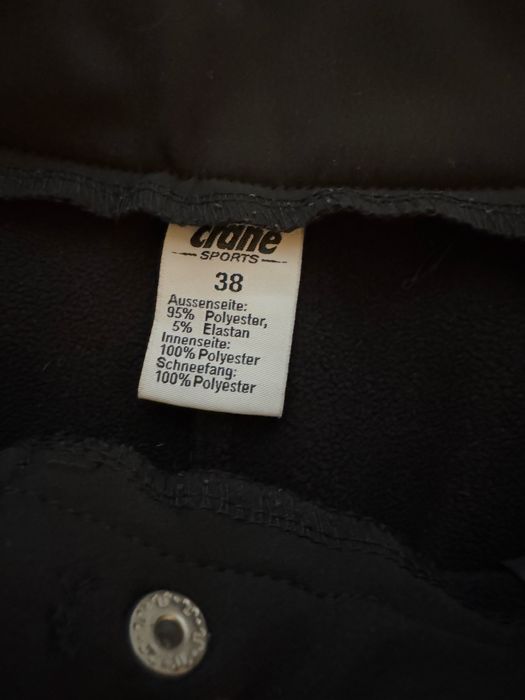 crane
SPORTS
38
Aussenseite:
95% Polyester,
5% Elastan
Innenseite:
100% Polyester
Schneefang:
100% Polyester